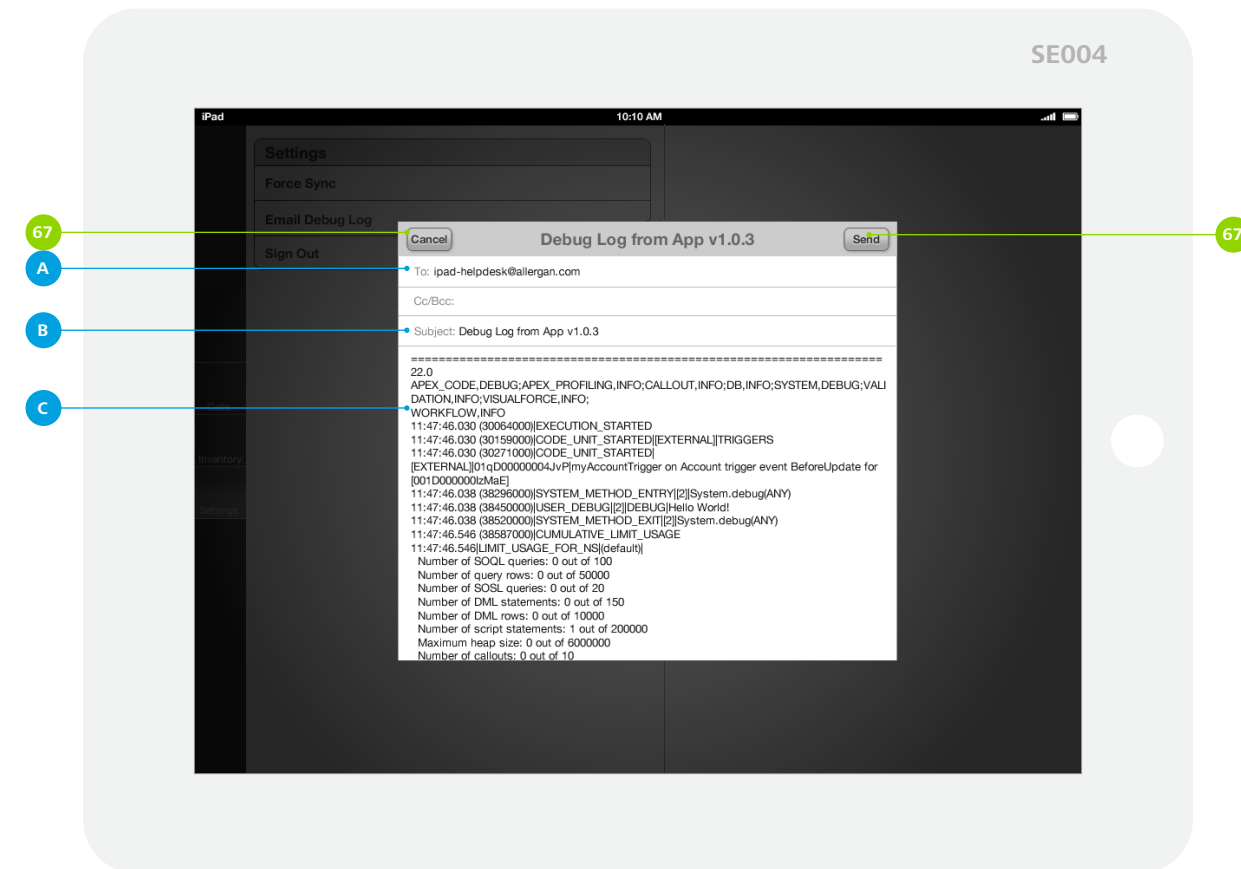 SE004
iPad 10:10 AM
Settings
Force Sync
Email Debug Log
Sign Out
67
Cancel Debug Log from App v1.0.3 Send
67
A
To: ipad-helpdesk@allergan.com
Cc/Bcc:
B
Subject: Debug Log from App v1.0.3
====================================================================
22.0
APEX_CODE,DEBUG;APEX_PROFILING,INFO;CALLOUT,INFO;DB,INFO;SYSTEM,DEBUG;VALI
DATION,INFO;VISUALFORCE,INFO;
C
WORKFLOW,INFO
11:47:46.030 (30064000)|EXECUTION_STARTED
11:47:46.030 (30159000)|CODE_UNIT_STARTED|[EXTERNAL]|TRIGGERS
11:47:46.030 (30271000)|CODE_UNIT_STARTED|
[EXTERNAL]|01qD00000004JvP|myAccountTrigger on Account trigger event BeforeUpdate for
[001D000000IzMaE]
11:47:46.038 (38296000)|SYSTEM_METHOD_ENTRY|[2]|System.debug(ANY)
11:47:46.038 (38450000)|USER_DEBUG|[2]|DEBUG|Hello World!
11:47:46.038 (38520000)|SYSTEM_METHOD_EXIT|[2]|System.debug(ANY)
11:47:46.546 (38587000)|CUMULATIVE_LIMIT_USAGE
11:47:46.546|LIMIT_USAGE_FOR_NS|(default)|
Number of SOQL queries: 0 out of 100
Number of query rows: 0 out of 50000
Number of SOSL queries: 0 out of 20
Number of DML statements: 0 out of 150
Number of DML rows: 0 out of 10000
Number of script statements: 1 out of 200000
Maximum heap size: 0 out of 6000000
Number of callouts: 0 out of 10
Calls
Inventory
Settings